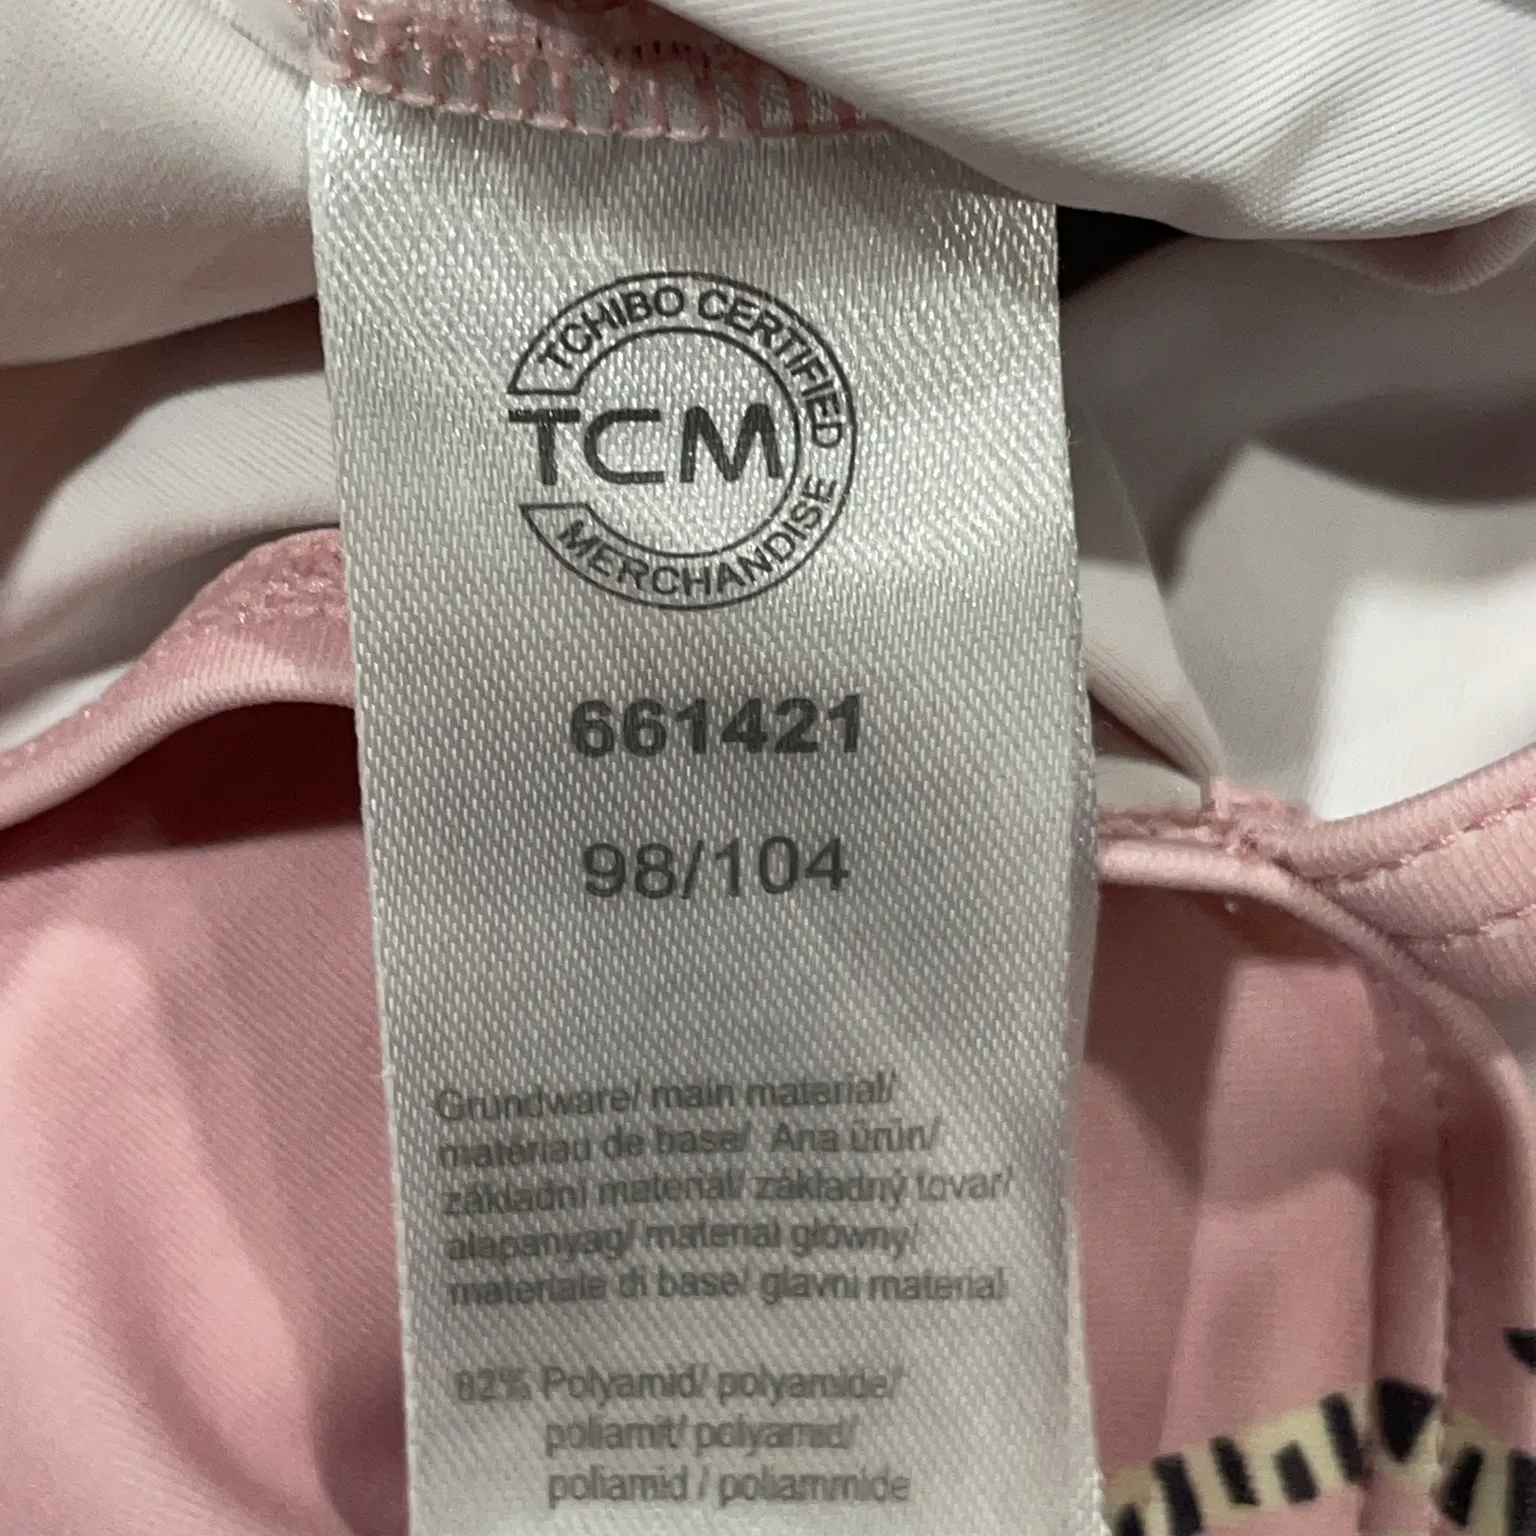 TCHIBO CERTIFIED
TCM
MERCHANDISE
661421
98/104
Grundware/ main material/
matériau de base/ Ana ürün/
základní materiál/ základný tovar/
alapanyag/ materiał główny/
materiale di base/ glavni material
82% Polyamid/ polyamide/
poliamit/ polyamid/
poliamid / poliammide